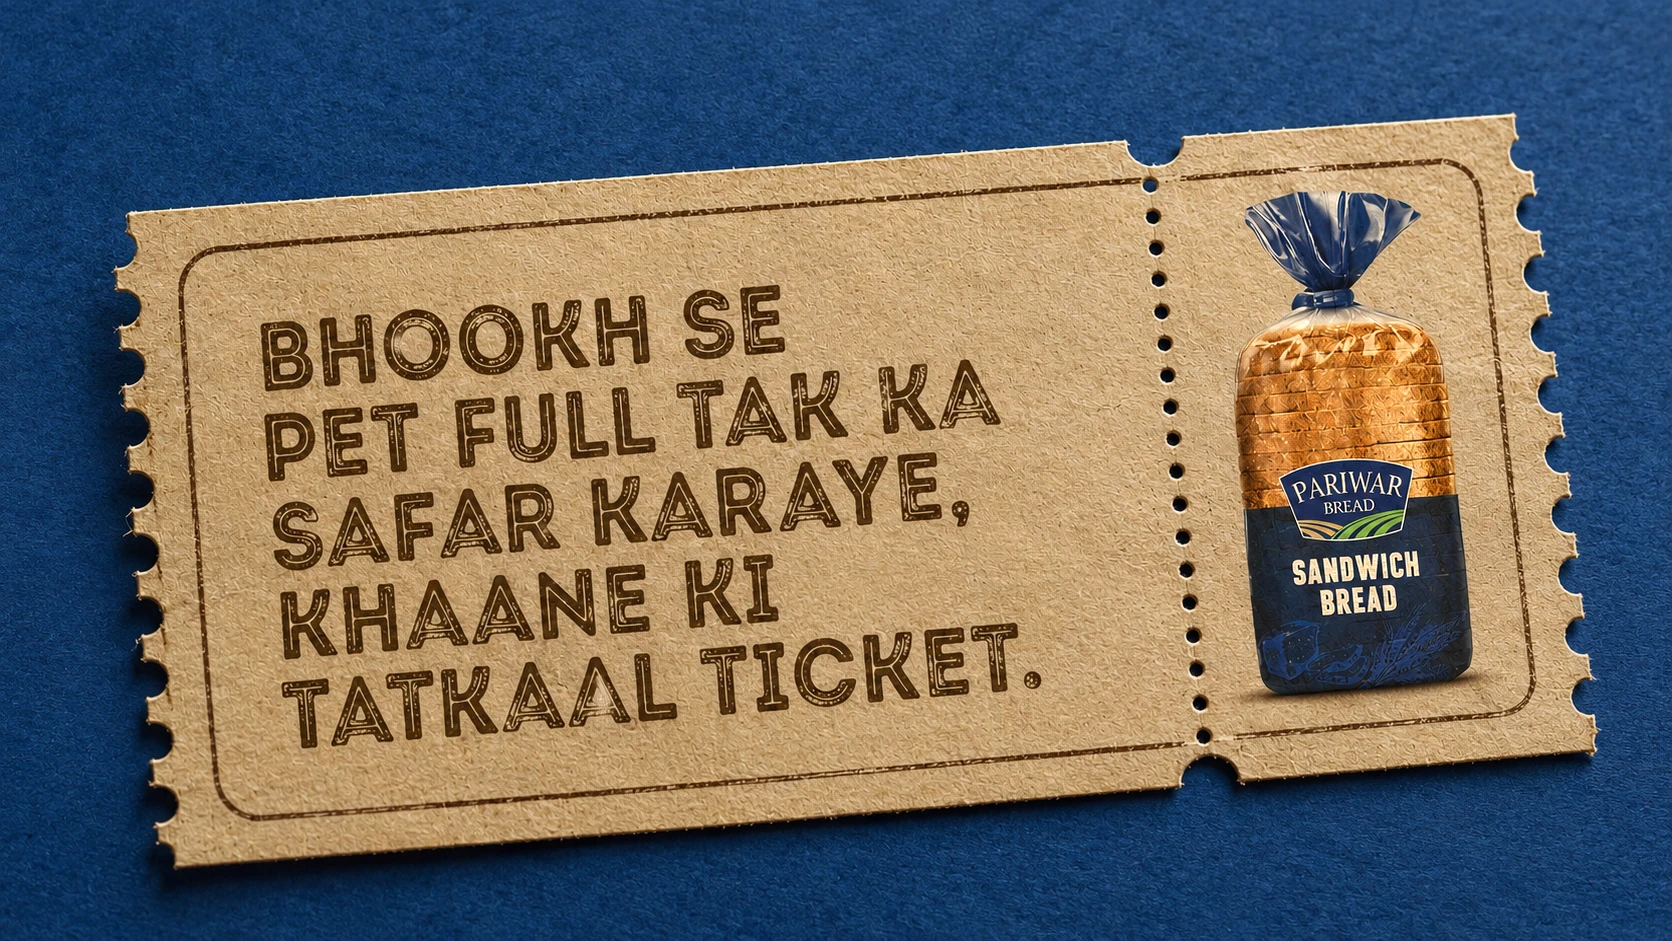 BHOOKH SE
PET FULL TAK KA
SAFAR KARAYE,
KHAANE KI
TATKAAL TICKET.
PARIWAR
BREAD
SANDWICH
BREAD